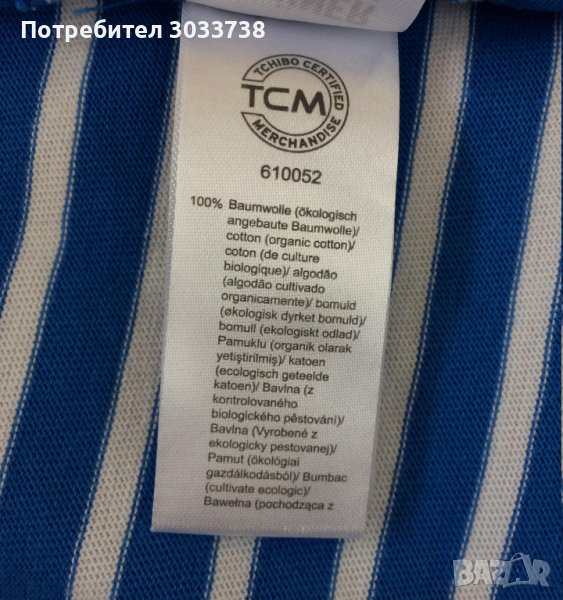 Потребител 3033738
TCHIBO CERTIFIED
TCM
MERCHANDISE
610052
100% Baumwolle (ökologisch
angebaute Baumwolle)/
cotton (organic cotton)/
coton (de culture
biologique)/ algodão
(algodão cultivado
organicamente)/ bomuld
(økologisk dyrket bomuld)/
bomull (ekologiskt odlad)/
Pamuklu (organik olarak
yetiştirilmiş)/ katoen
(ecologisch geteelde
katoen)/ Bavlna (z
kontrolovaného
biologického pěstování)/
Bavlna (Vyrobené z
ekologicky pestovanej)/
Pamut (ökológiai
gazdálkodásból)/ Bumbac
(cultivate ecologic)/
Bawełna (pochodząca z
BAZAR